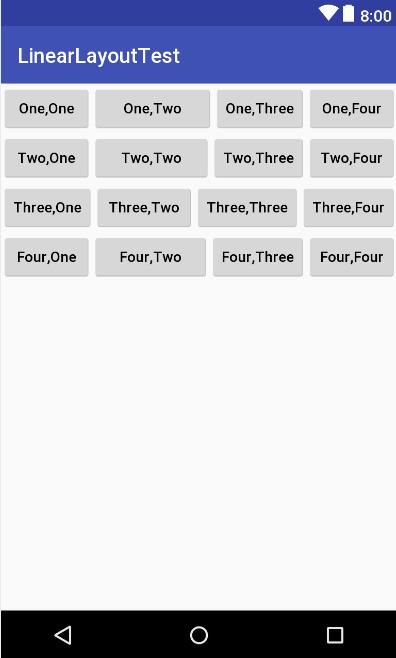 8:00
LinearLayoutTest
One,One One,Two One,Three One,Four
Two,One Two,Two Two,Three Two,Four
Three,One Three,Two Three,Three Three,Four
Four,One Four,Two Four,Three Four,Four